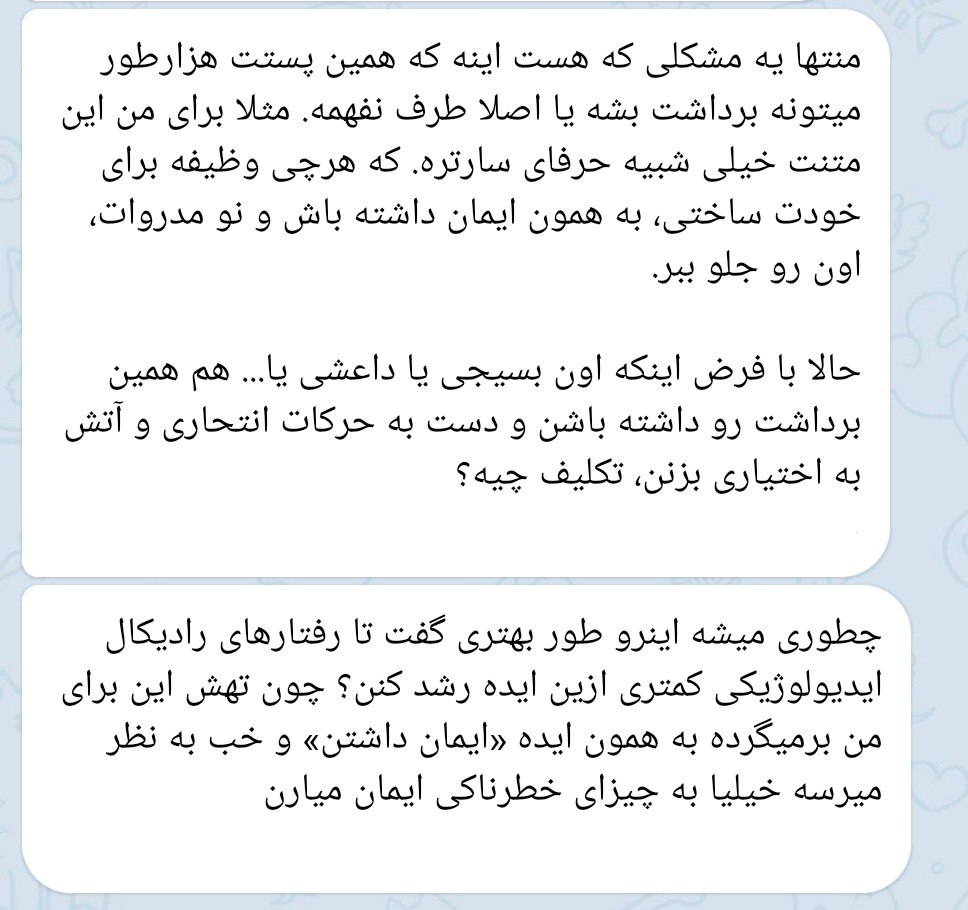 منتها یه مشکلی که هست اینه که همین پستت هزارطور
میتونه برداشت بشه یا اصلا طرف نفهمه. مثلا برای من این
متنت خیلی شبیه حرفای سارتره. که هرچی وظیفه برای
خودت ساختی، به همون ایمان داشته باش و نو مدروات،
اون رو جلو ببر.
حالا با فرض اینکه اون بسیجی یا داعشی یا... هم همین
برداشت رو داشته باشن و دست به حرکات انتحاری و آتش
به اختیاری بزنن، تکلیف چیه؟
چطوری میشه اینرو طور بهتری گفت تا رفتارهای رادیکال
ایدیولوژیکی کمتری ازین ایده رشد کنن؟ چون تهش این برای
من برمیگرده به همون ایده «ایمان داشتن» و خب به نظر
میرسه خیلیا به چیزای خطرناکی ایمان میارن